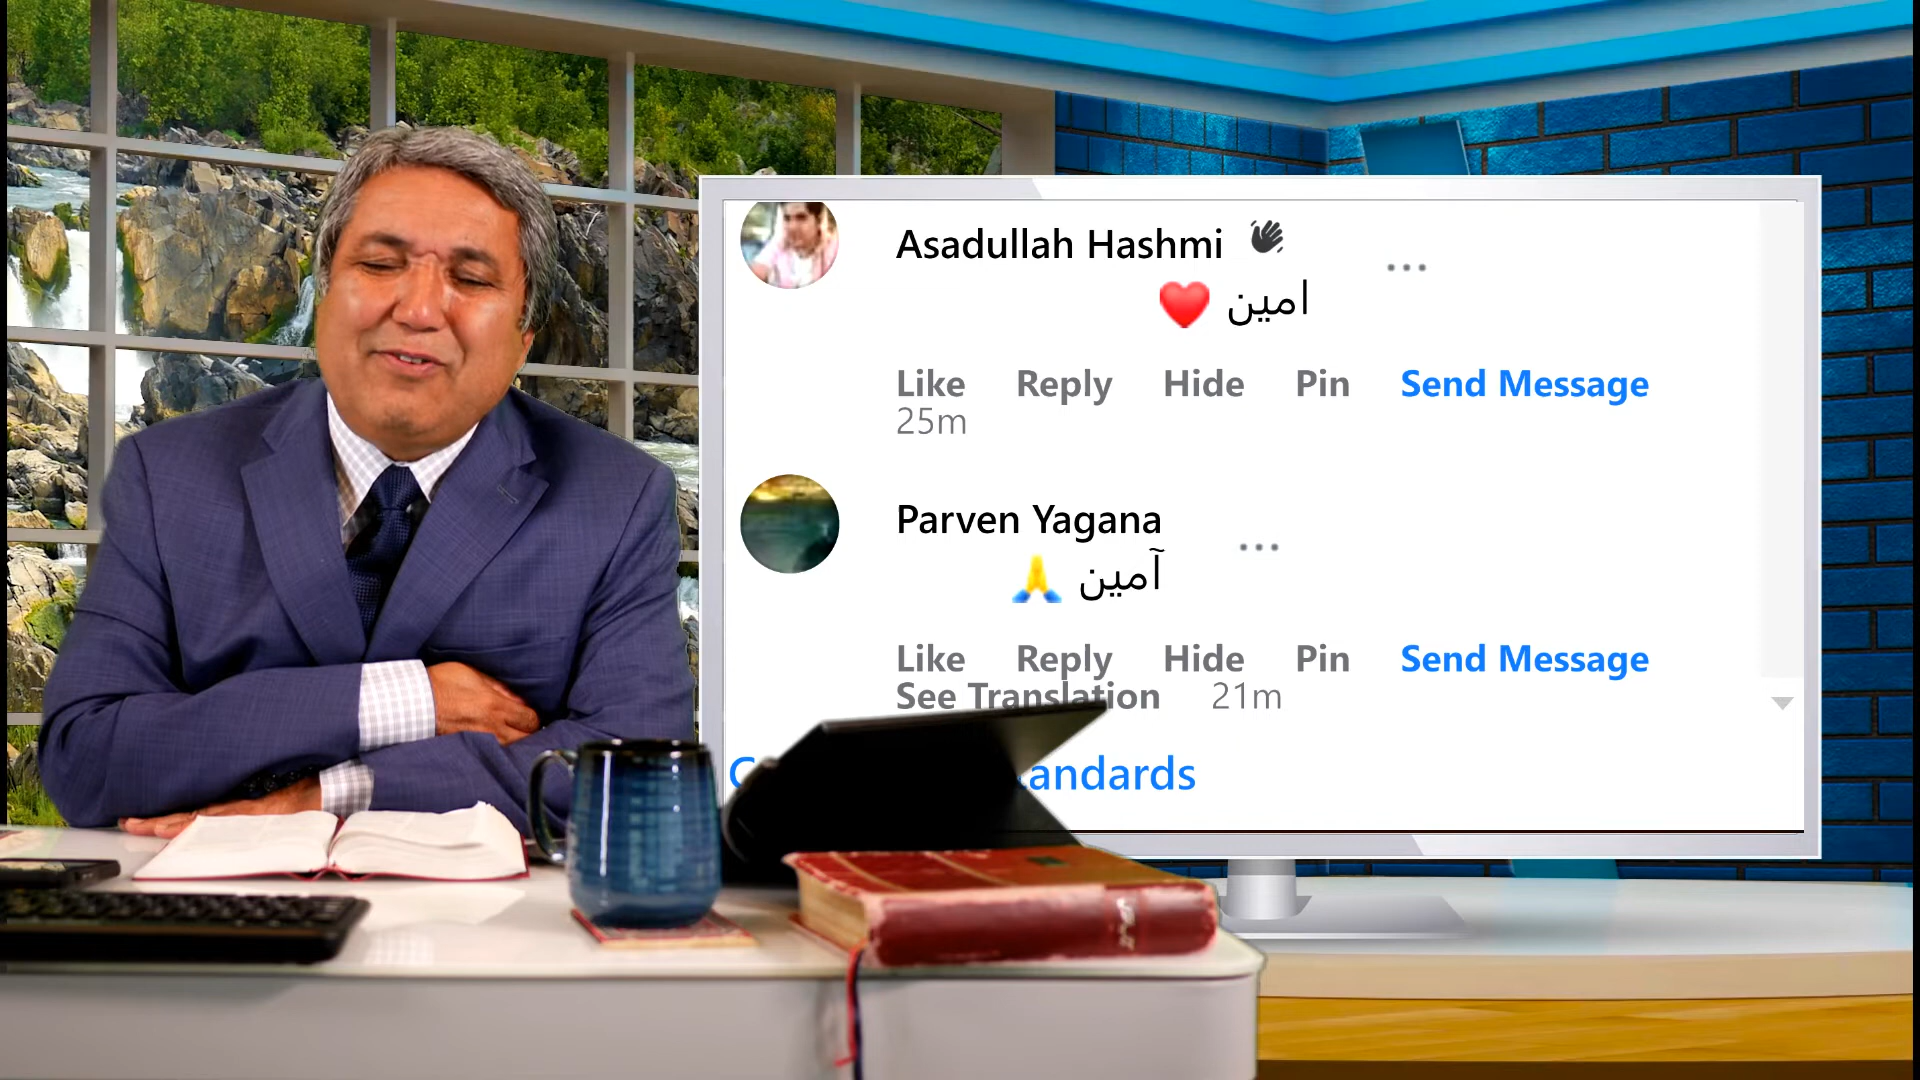 Asadullah Hashmi
امین ❤️
Like Reply Hide Pin Send Message
25m
Parven Yagana
آمین 🙏
Like Reply Hide Pin Send Message
See Translation 21m